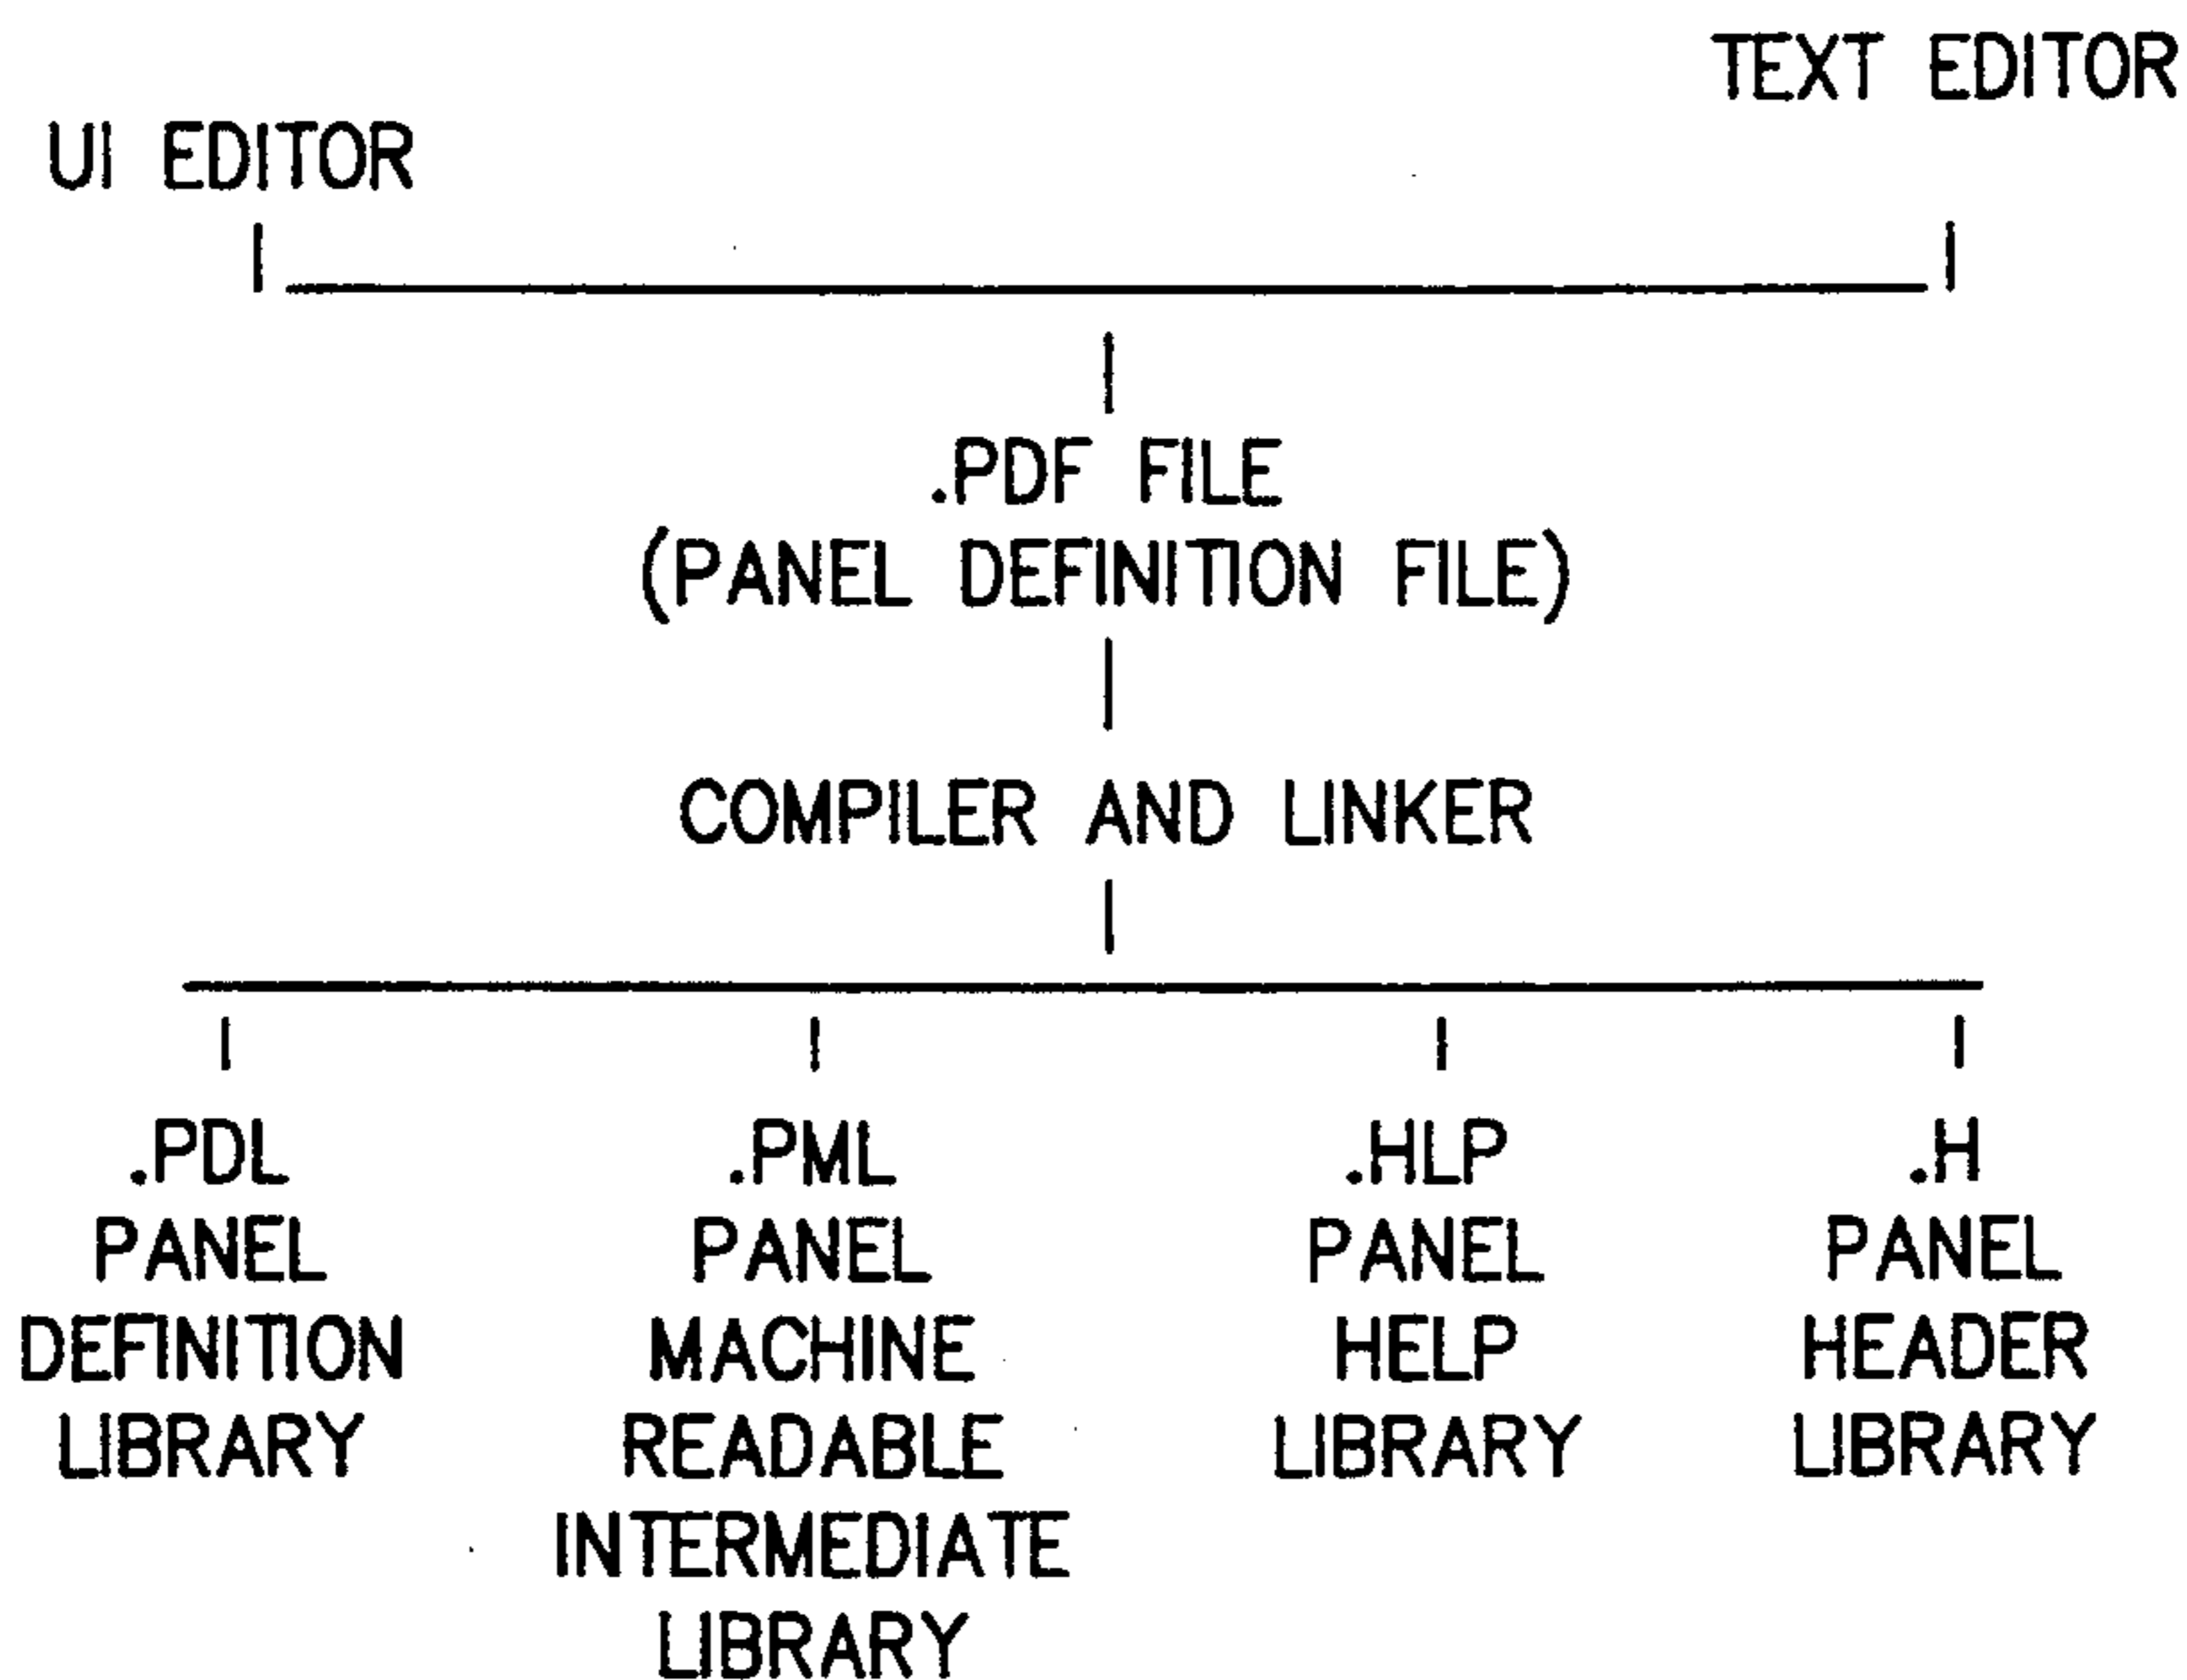 TEXT EDITOR
UI EDITOR
.PDF FILE
(PANEL DEFINITION FILE)
COMPILER AND LINKER
.PDL
PANEL
DEFINITION
LIBRARY
.PML
PANEL
MACHINE
READABLE
INTERMEDIATE
LIBRARY
.HLP
PANEL
HELP
LIBRARY
.H
PANEL
HEADER
LIBRARY